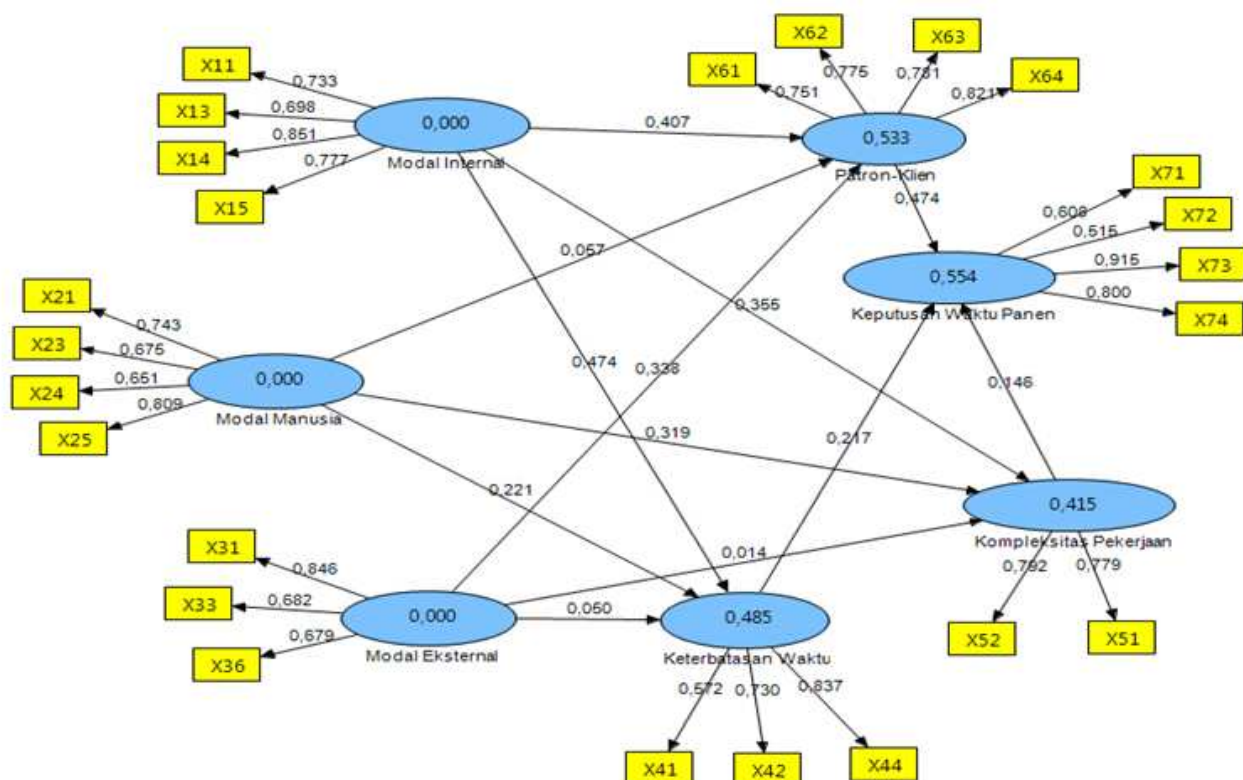 X62
X63
X11
X61
X64
0,733
0,775
0,781
X13
0,698
0,751
0,821
0,000
0,407
0,533
X14
0,851
Modal Internal
Patron-Klien
0,777
X15
X71
0,474
0,608
X72
0,515
0,057
0,915
X73
0,554
X21
0,355
0,800
Keputusan Waktu Panen
X74
0,743
X23
0,675
0,474
0,338
X24
0,651
0,000
0,146
0,809
Modal Manusia
X25
0,319
0,217
0,221
0,415
X31
Kompleksitas Pekerjaan
0,014
0,846
0,792
0,779
X33
0,682
0,000
0,050
0,485
0,679
X52
X51
X36
Modal Eksternal
Keterbatasan Waktu
0,572
0,730
0,837
X41
X42
X44